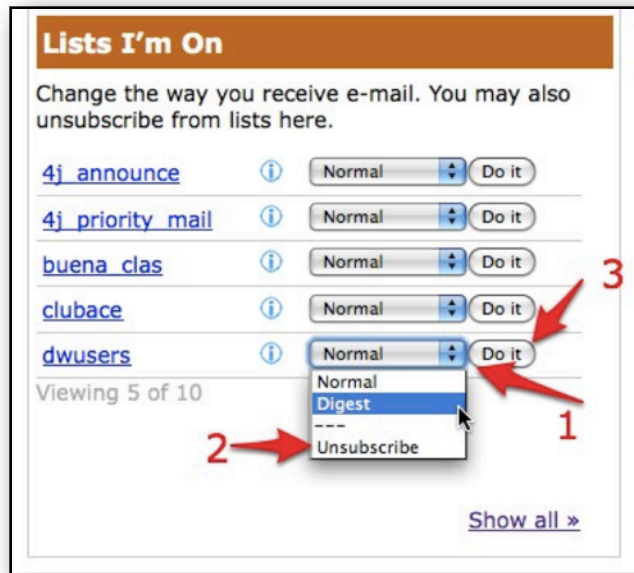 Lists I'm On
Change the way you receive e-mail. You may also
unsubscribe from lists here.
4j_announce Normal Do it
4j_priority_mail Normal Do it
buena_clas Normal Do it
clubace Normal Do it
dwusers Normal Do it
3
1
Viewing 5 of 10
Normal
Digest
---
2 Unsubscribe
Show all »